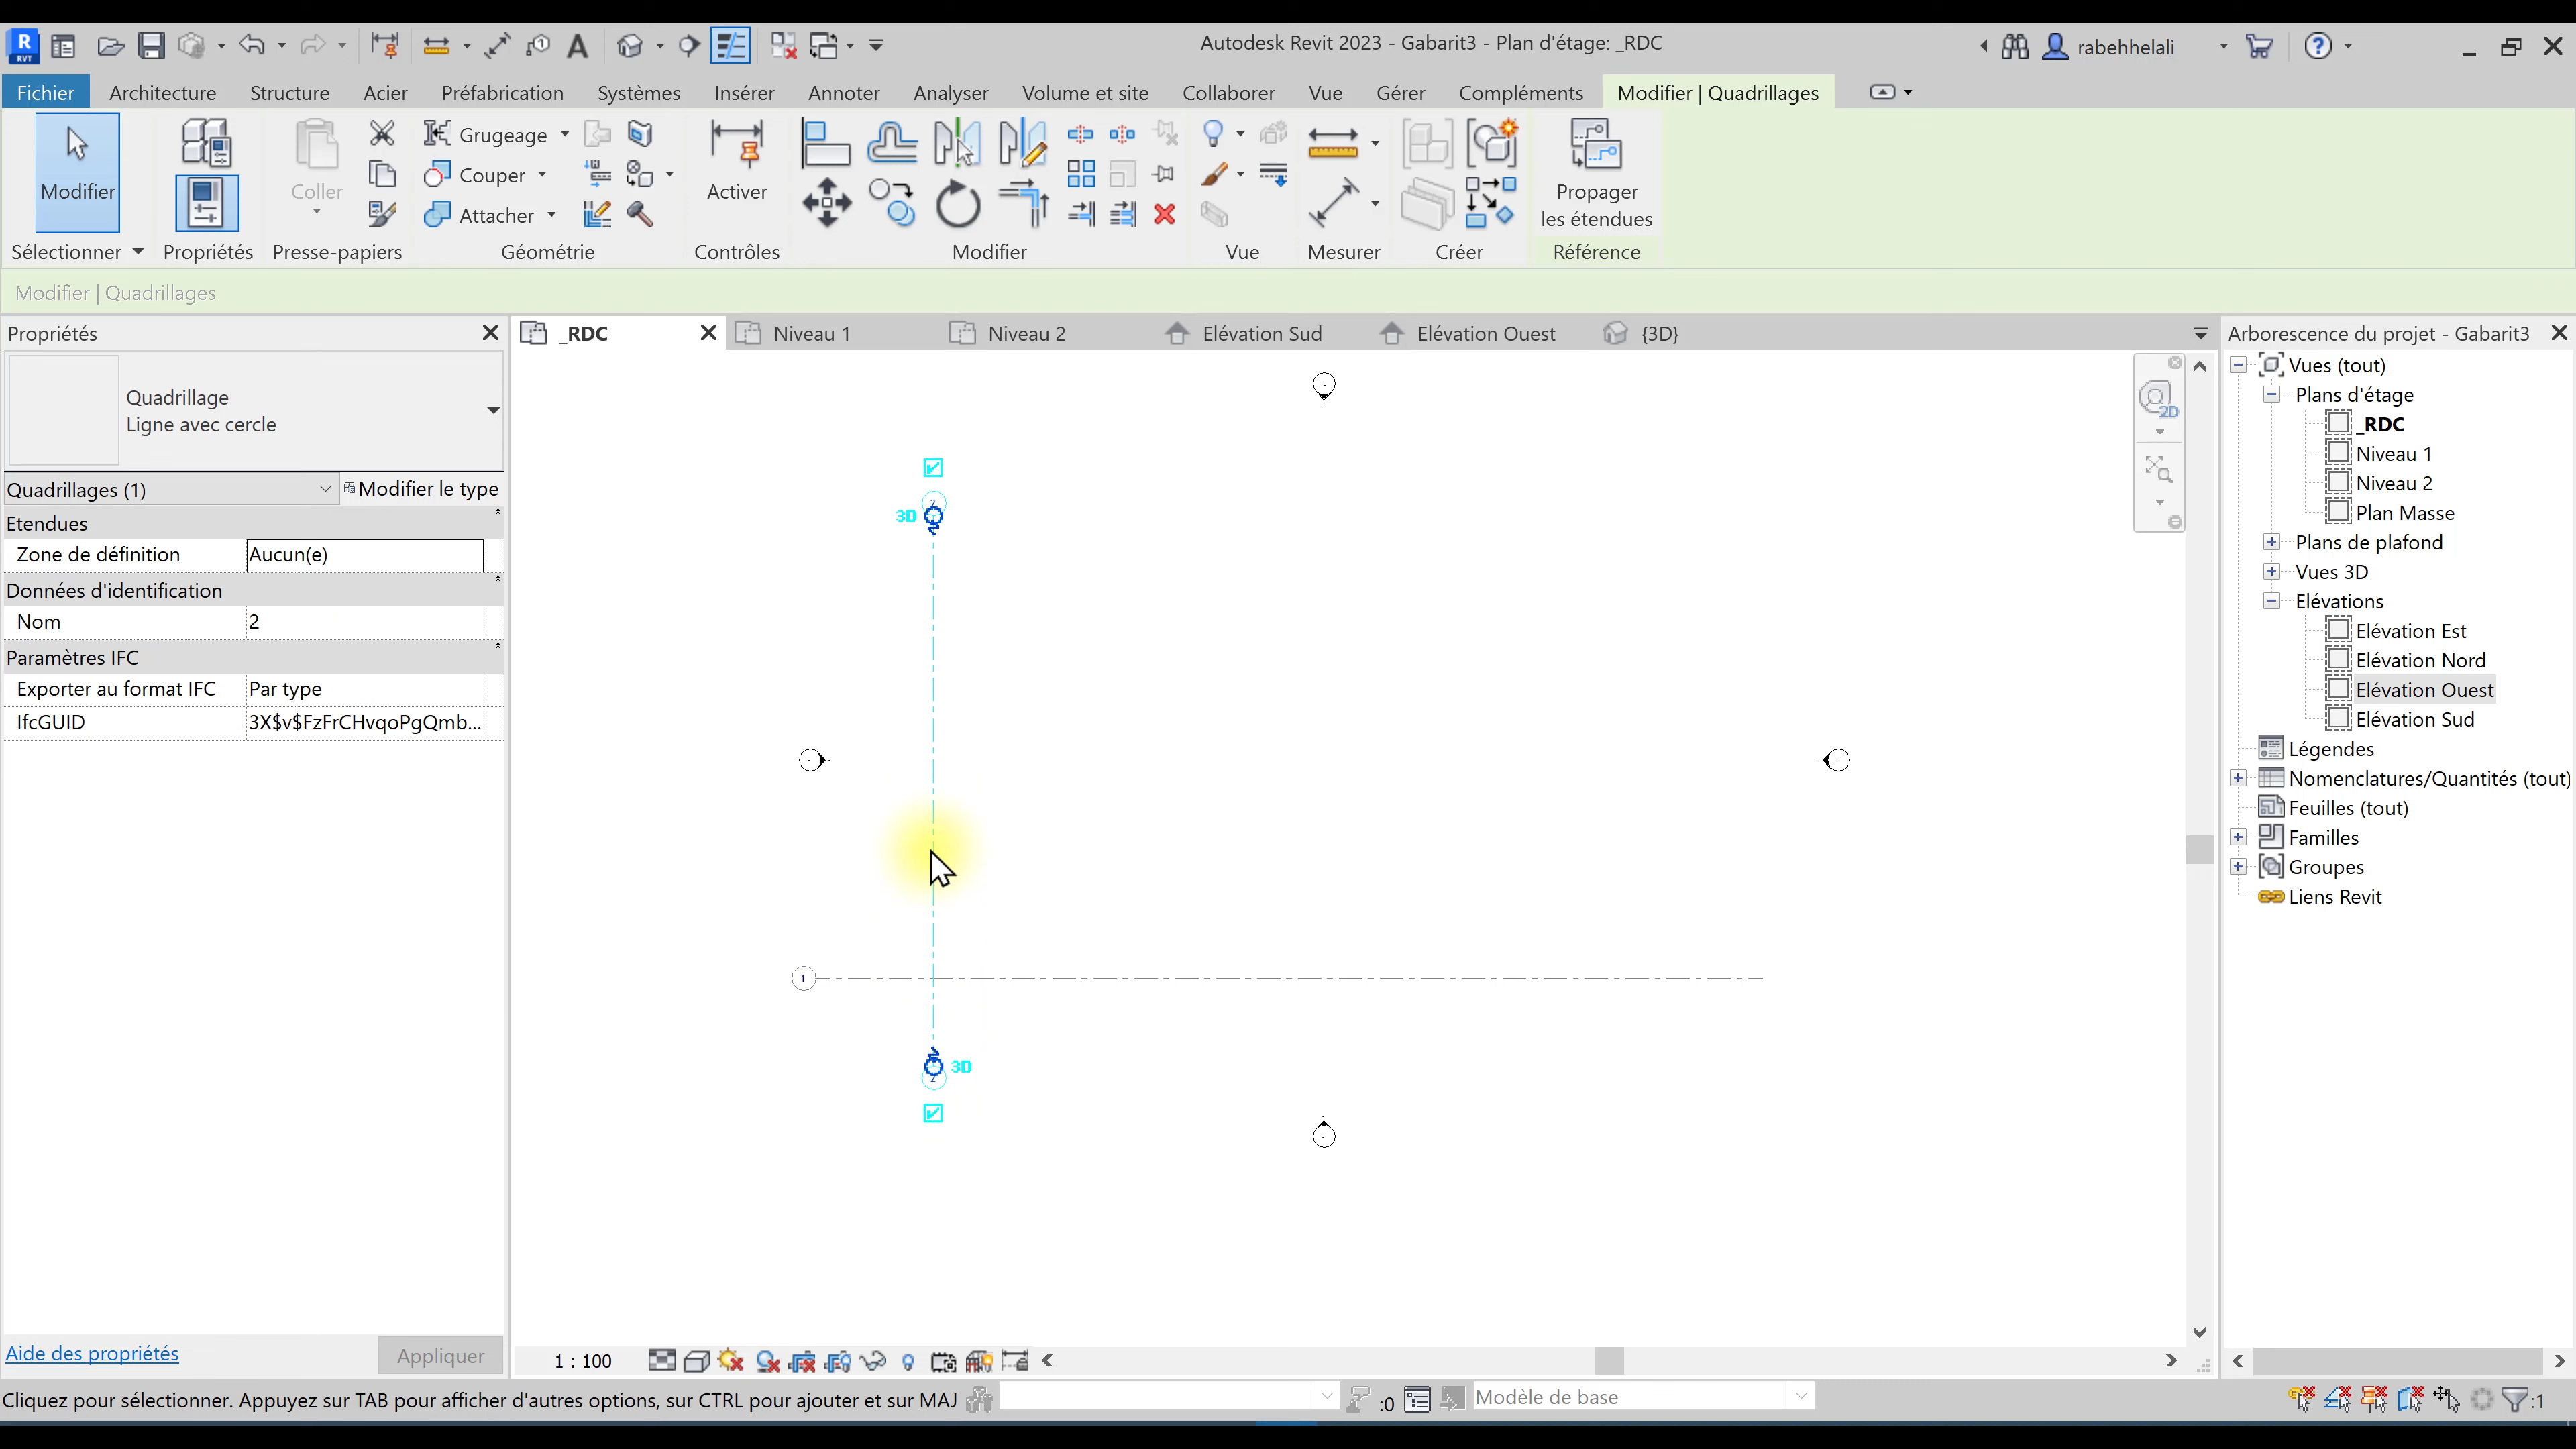 R
RVT
Autodesk Revit 2023 - Gabarit3 - Plan d'étage: _RDC
rabehhelali
Fichier
Architecture
Structure
Acier
Préfabrication
Systèmes
Insérer
Annoter
Analyser
Volume et site
Collaborer
Vue
Gérer
Compléments
Modifier | Quadrillages
Modifier
Coller
Grugeage
Couper
Attacher
Activer
Propager
les étendues
Sélectionner
Propriétés
Presse-papiers
Géométrie
Contrôles
Modifier
Vue
Mesurer
Créer
Référence
Modifier | Quadrillages
Propriétés
_RDC
Niveau 1
Niveau 2
Elévation Sud
Elévation Ouest
{3D}
Arborescence du projet - Gabarit3
Quadrillage
Ligne avec cercle
Quadrillages (1)
Modifier le type
Etendues
Zone de définition
Aucun(e)
Données d'identification
Nom
2
Paramètres IFC
Exporter au format IFC
Par type
IfcGUID
3X$v$FzFrCHvqoPgQmb...
Aide des propriétés
Appliquer
2
3D
1
3D
2
2D
Vues (tout)
Plans d'étage
_RDC
Niveau 1
Niveau 2
Plan Masse
Plans de plafond
Vues 3D
Elévations
Elévation Est
Elévation Nord
Elévation Ouest
Elévation Sud
Légendes
Nomenclatures/Quantités (tout)
Feuilles (tout)
Familles
Groupes
Liens Revit
1 : 100
Cliquez pour sélectionner. Appuyez sur TAB pour afficher d'autres options, sur CTRL pour ajouter et sur MAJ
:0
Modèle de base
:1